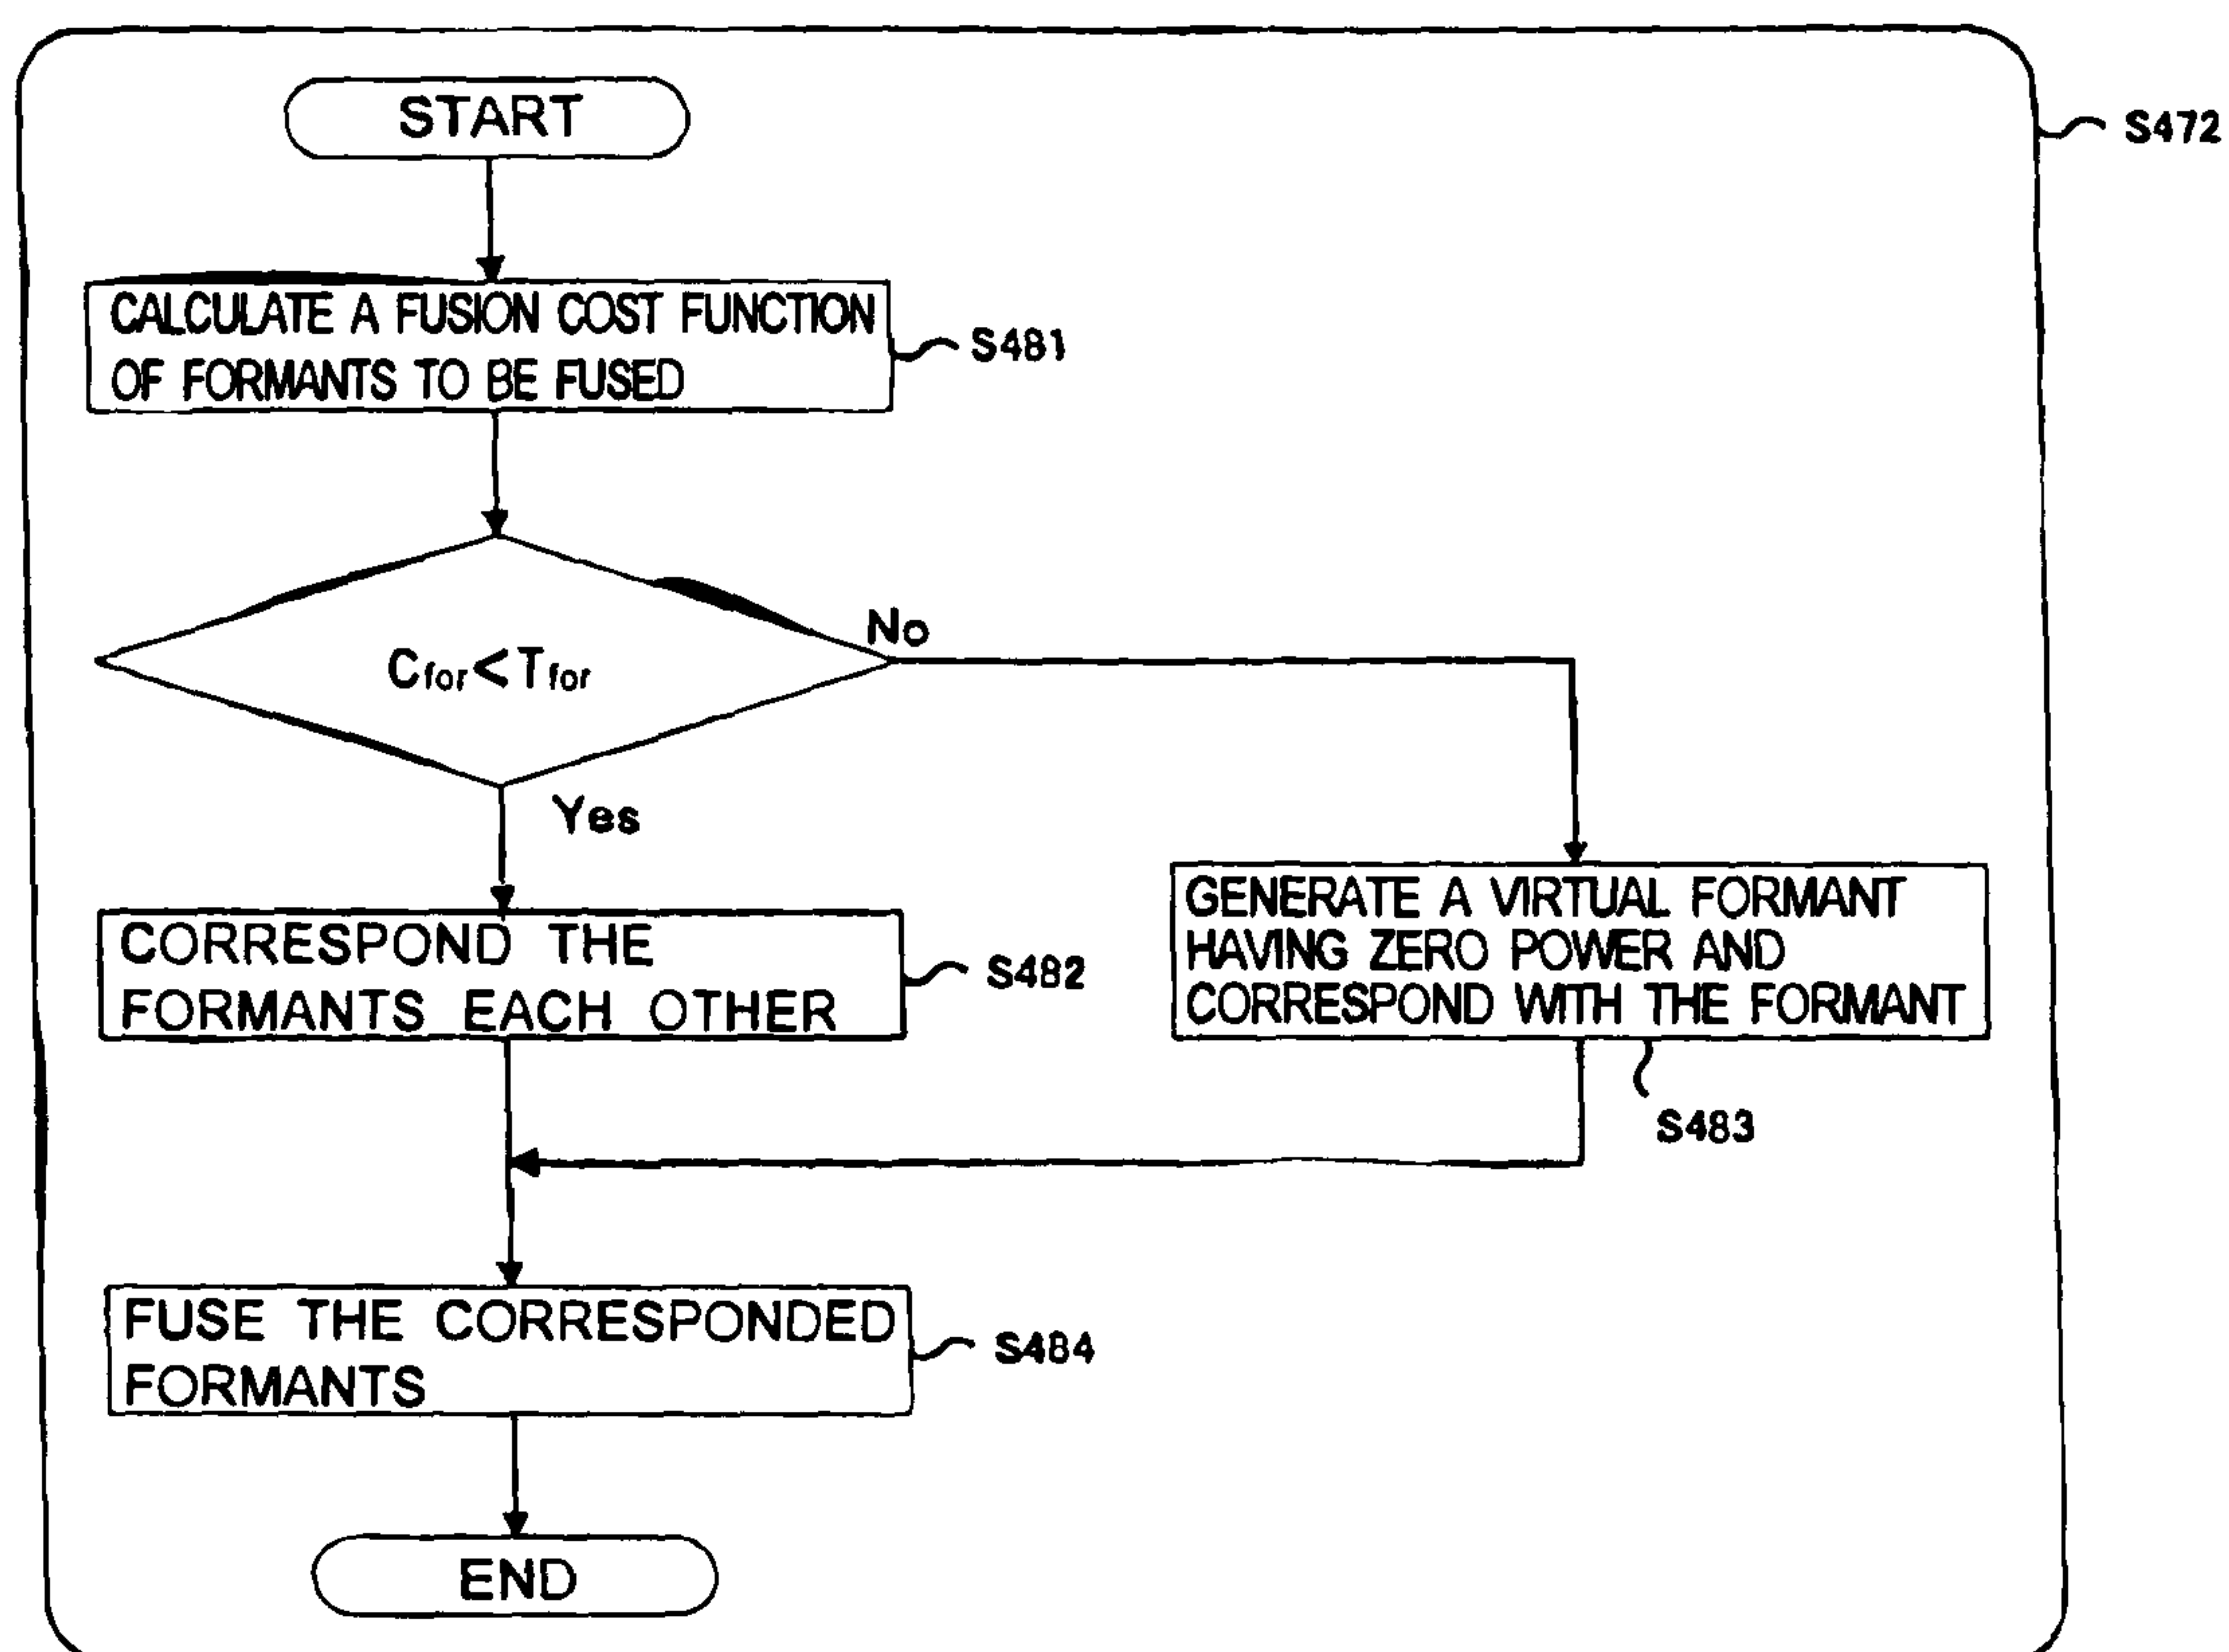 START
S472
CALCULATE A FUSION COST FUNCTION
OF FORMANTS TO BE FUSED
S481
Cfor<Tfor
No
Yes
CORRESPOND THE
FORMANTS EACH OTHER
S482
GENERATE A VIRTUAL FORMANT
HAVING ZERO POWER AND
CORRESPOND WITH THE FORMANT
S483
FUSE THE CORRESPONDED
FORMANTS
S484
END